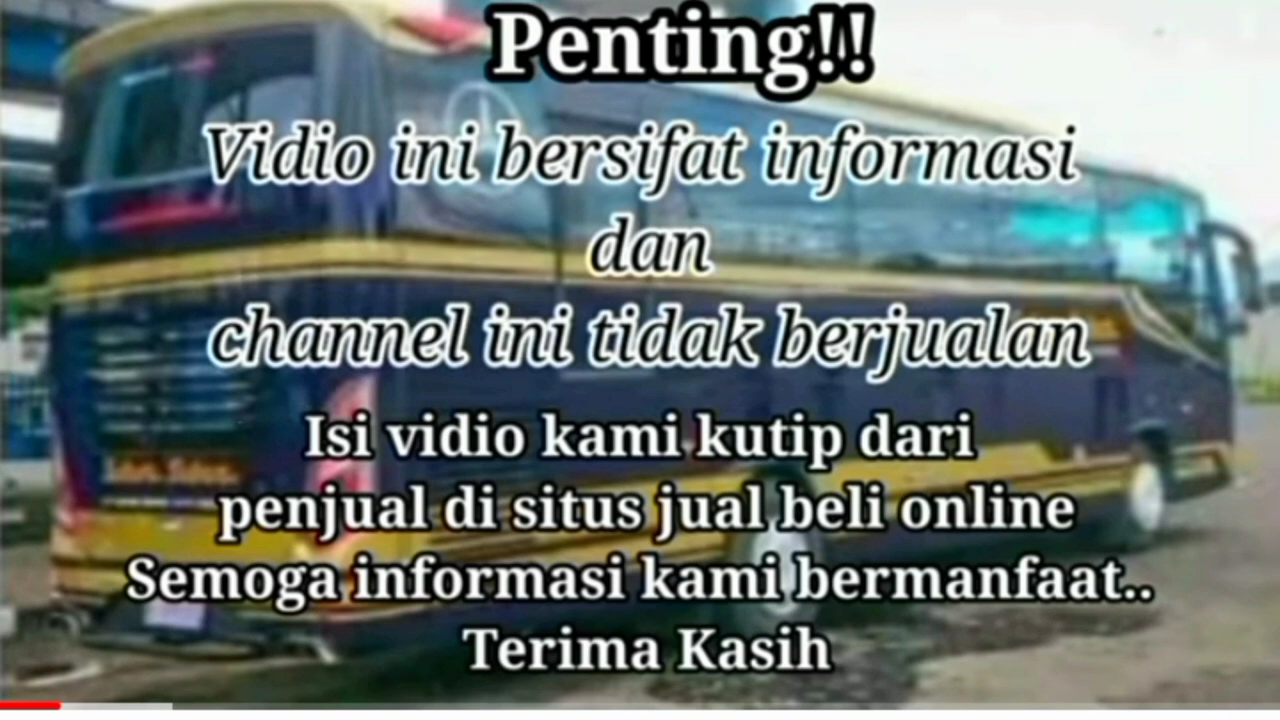 Penting!!
Vidio ini bersifat informasi
dan
channel ini tidak berjualan
Isi vidio kami kutip dari
penjual di situs jual beli online
Semoga informasi kami bermanfaat..
Terima Kasih